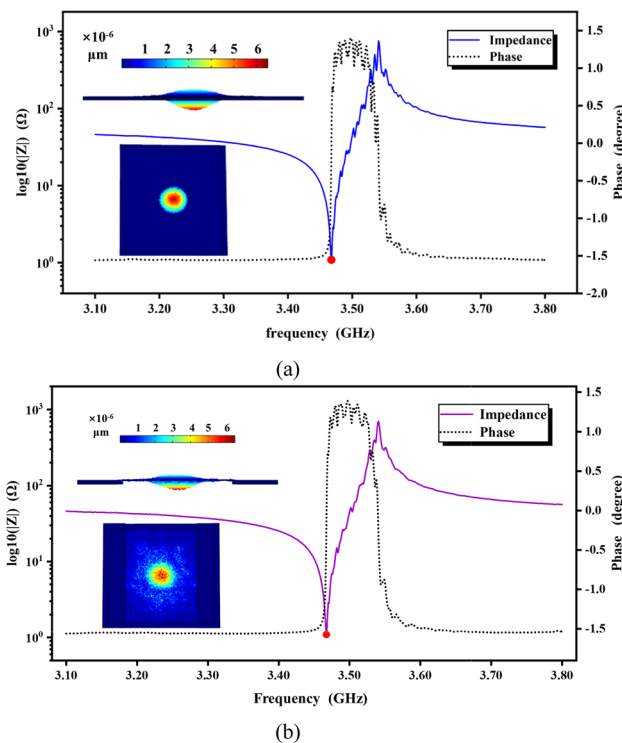 ×10⁻⁶
µm
1 2 3 4 5 6
Impedance
Phase
10³
10²
10¹
10⁰
log10(|Z|) (Ω)
1.5
1.0
0.5
0.0
-0.5
-1.0
-1.5
-2.0
Phase (degree)
3.10 3.20 3.30 3.40 3.50 3.60 3.70 3.80
frequency (GHz)
(a)
×10⁻⁶
µm
1 2 3 4 5 6
Impedance
Phase
10³
10²
10¹
10⁰
log10(|Z|) (Ω)
1.5
1.0
0.5
0.0
-0.5
-1.0
-1.5
Phase (degree)
3.10 3.20 3.30 3.40 3.50 3.60 3.70 3.80
Frequency (GHz)
(b)